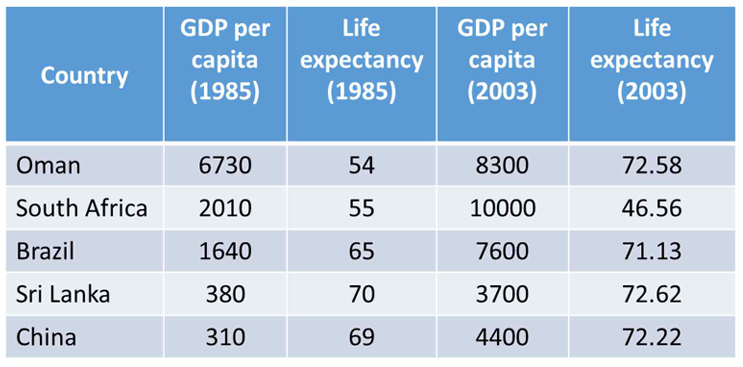 Country
GDP per
capita
(1985)
Life
expectancy
(1985)
GDP per
capita
(2003)
Life
expectancy
(2003)
Oman 6730 54 8300 72.58
South Africa 2010 55 10000 46.56
Brazil 1640 65 7600 71.13
Sri Lanka 380 70 3700 72.62
China 310 69 4400 72.22